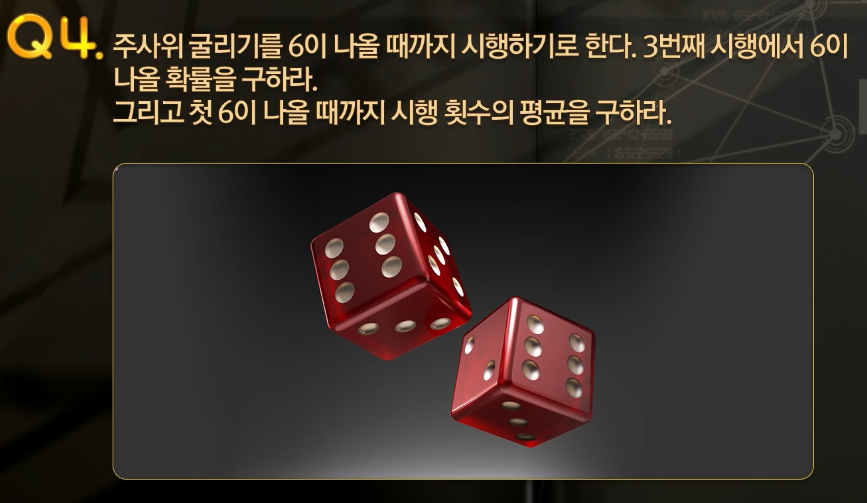 Q4. 주사위 굴리기를 6이 나올 때까지 시행하기로 한다. 3번째 시행에서 6이
나올 확률을 구하라.
그리고 첫 6이 나올 때까지 시행 횟수의 평균을 구하라.